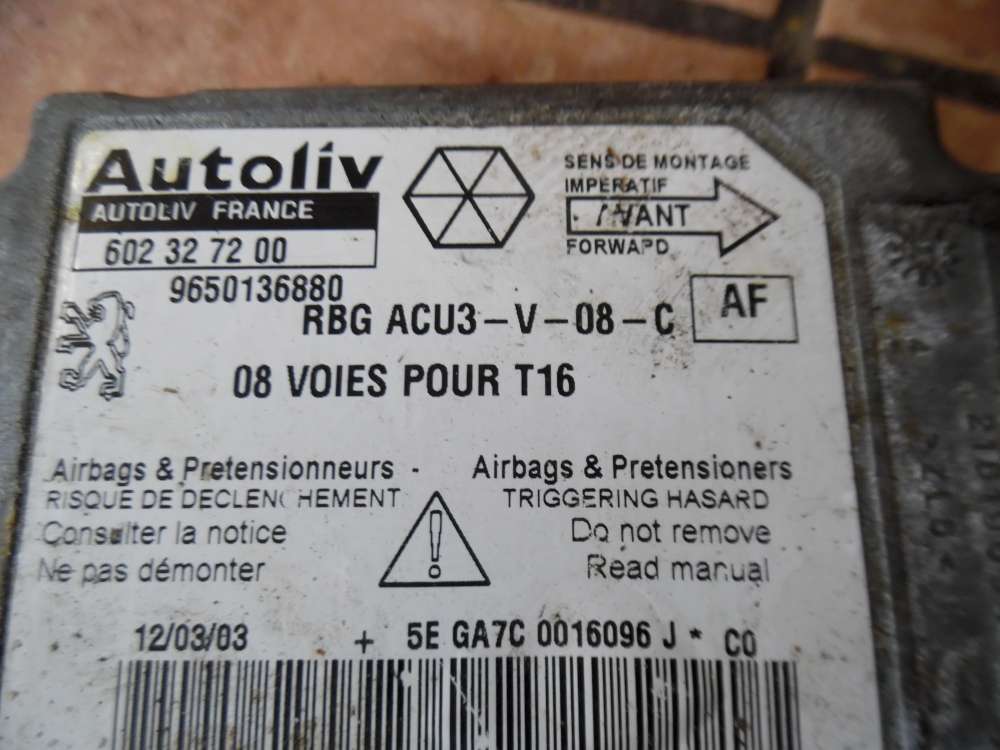 Autoliv
AUTOLIV FRANCE
602 32 72 00
9650136880
SENS DE MONTAGE
IMPERATIF
AVANT
FORWARD
RBG ACU3-V-08-C
AF
08 VOIES POUR T16
Airbags & Pretensionneurs - Airbags & Pretensioners
RISQUE DE DECLENCHEMENT TRIGGERING HASARD
Consulter la notice Do not remove
Ne pas démonter Read manual
12/03/03 + 5E GA7C 0016096 J * C0